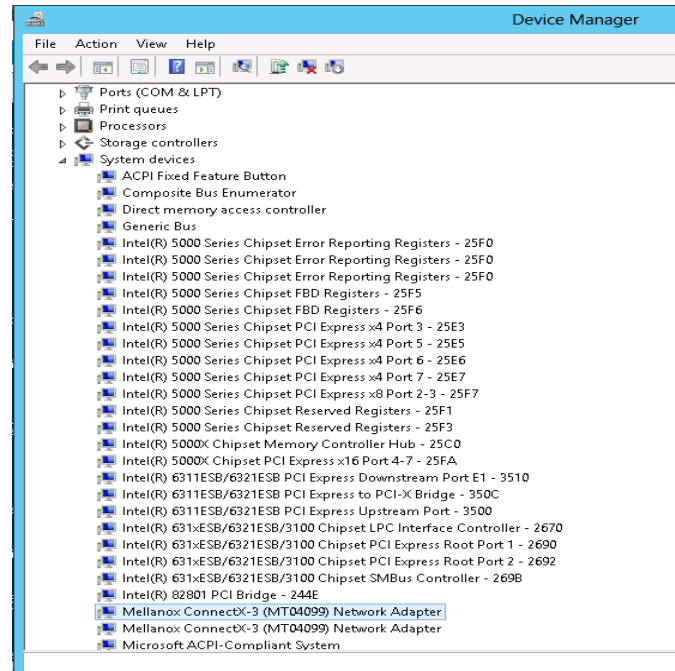 Device Manager
File Action View Help
Ports (COM & LPT)
Print queues
Processors
Storage controllers
System devices
ACPI Fixed Feature Button
Composite Bus Enumerator
Direct memory access controller
Generic Bus
Intel(R) 5000 Series Chipset Error Reporting Registers - 25F0
Intel(R) 5000 Series Chipset Error Reporting Registers - 25F0
Intel(R) 5000 Series Chipset Error Reporting Registers - 25F0
Intel(R) 5000 Series Chipset FBD Registers - 25F5
Intel(R) 5000 Series Chipset FBD Registers - 25F6
Intel(R) 5000 Series Chipset PCI Express x4 Port 3 - 25E3
Intel(R) 5000 Series Chipset PCI Express x4 Port 5 - 25E5
Intel(R) 5000 Series Chipset PCI Express x4 Port 6 - 25E6
Intel(R) 5000 Series Chipset PCI Express x4 Port 7 - 25E7
Intel(R) 5000 Series Chipset PCI Express x8 Port 2-3 - 25F7
Intel(R) 5000 Series Chipset Reserved Registers - 25F1
Intel(R) 5000 Series Chipset Reserved Registers - 25F3
Intel(R) 5000X Chipset Memory Controller Hub - 25C0
Intel(R) 5000X Chipset PCI Express x16 Port 4-7 - 25FA
Intel(R) 6311ESB/6321ESB PCI Express Downstream Port E1 - 3510
Intel(R) 6311ESB/6321ESB PCI Express to PCI-X Bridge - 350C
Intel(R) 6311ESB/6321ESB PCI Express Upstream Port - 3500
Intel(R) 631xESB/6321ESB/3100 Chipset LPC Interface Controller - 2670
Intel(R) 631xESB/6321ESB/3100 Chipset PCI Express Root Port 1 - 2690
Intel(R) 631xESB/6321ESB/3100 Chipset PCI Express Root Port 2 - 2692
Intel(R) 631xESB/6321ESB/3100 Chipset SMBus Controller - 269B
Intel(R) 82801 PCI Bridge - 244E
Mellanox ConnectX-3 (MT04099) Network Adapter
Mellanox ConnectX-3 (MT04099) Network Adapter
Microsoft ACPI-Compliant System